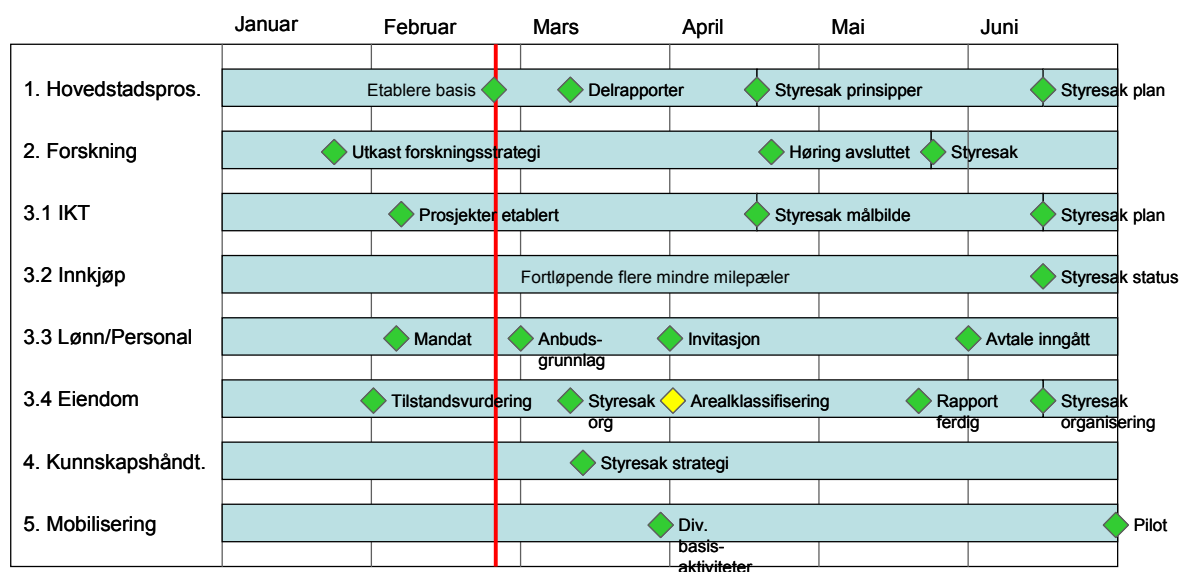 Januar Februar Mars April Mai Juni
1. Hovedstadspros. Etablere basis Delrapporter Styresak prinsipper Styresak plan
2. Forskning Utkast forskningsstrategi Høring avsluttet Styresak
3.1 IKT Prosjekter etablert Styresak målbilde Styresak plan
3.2 Innkjøp Fortløpende flere mindre milepæler Styresak status
3.3 Lønn/Personal Mandat Anbuds- Invitasjon Avtale inngått
grunnlag
3.4 Eiendom Tilstandsvurdering Styresak Arealklassifisering Rapport Styresak
org ferdig organisering
4. Kunnskapshåndt. Styresak strategi
5. Mobilisering Div. Pilot
basis-
aktiviteter